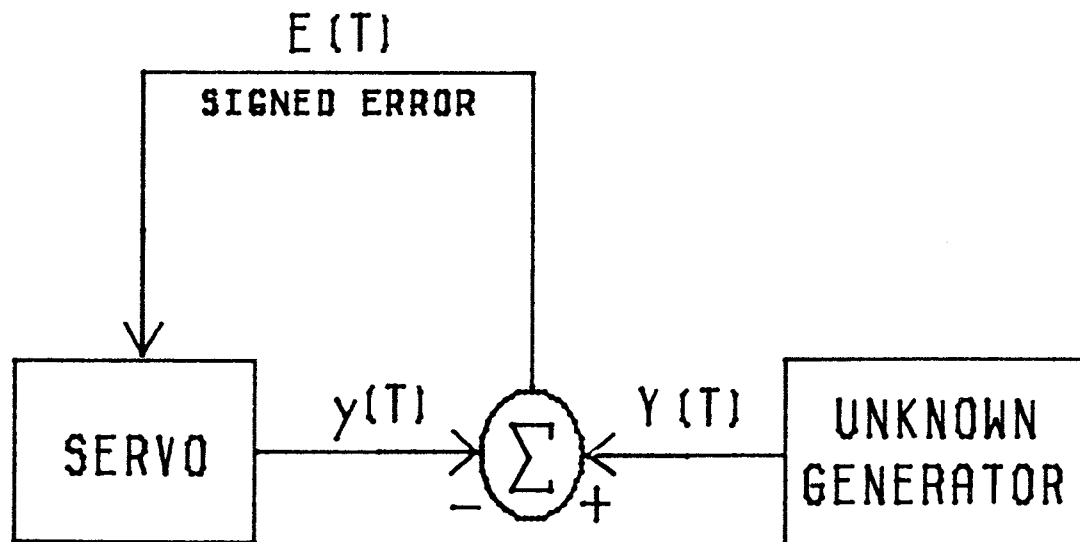 E (T)
SIGNED ERROR
SERVO
y(T)
Σ
-
+
Y (T)
UNKNOWN
GENERATOR